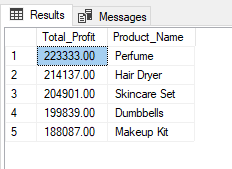 Results Messages
Total_Profit Product_Name
1 223333.00 Perfume
2 214137.00 Hair Dryer
3 204901.00 Skincare Set
4 199839.00 Dumbbells
5 188087.00 Makeup Kit